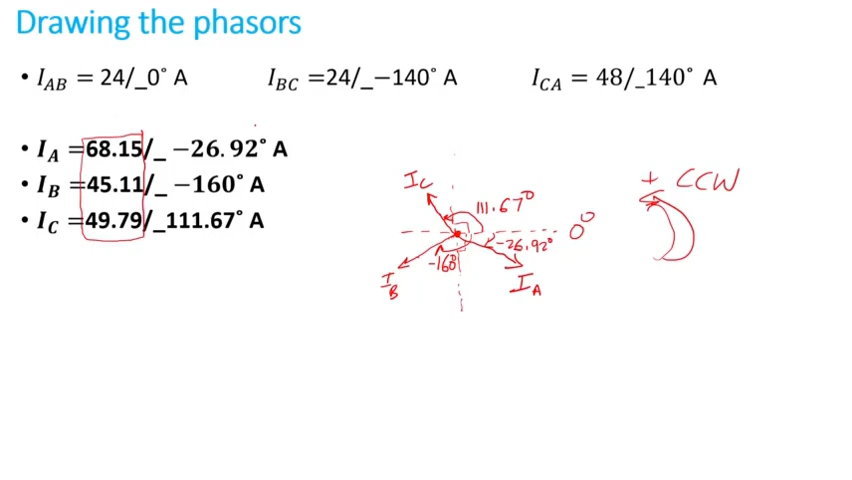 Drawing the phasors
• I_AB = 24/_0° A I_BC =24/_−140° A I_CA = 48/_140° A
• I_A =68.15/_ −26.92° A
• I_B =45.11/_ −160° A
• I_C =49.79/_111.67° A
I_C
111.67°
+ CCW
0°
-26.92°
-160°
I_B
I_A